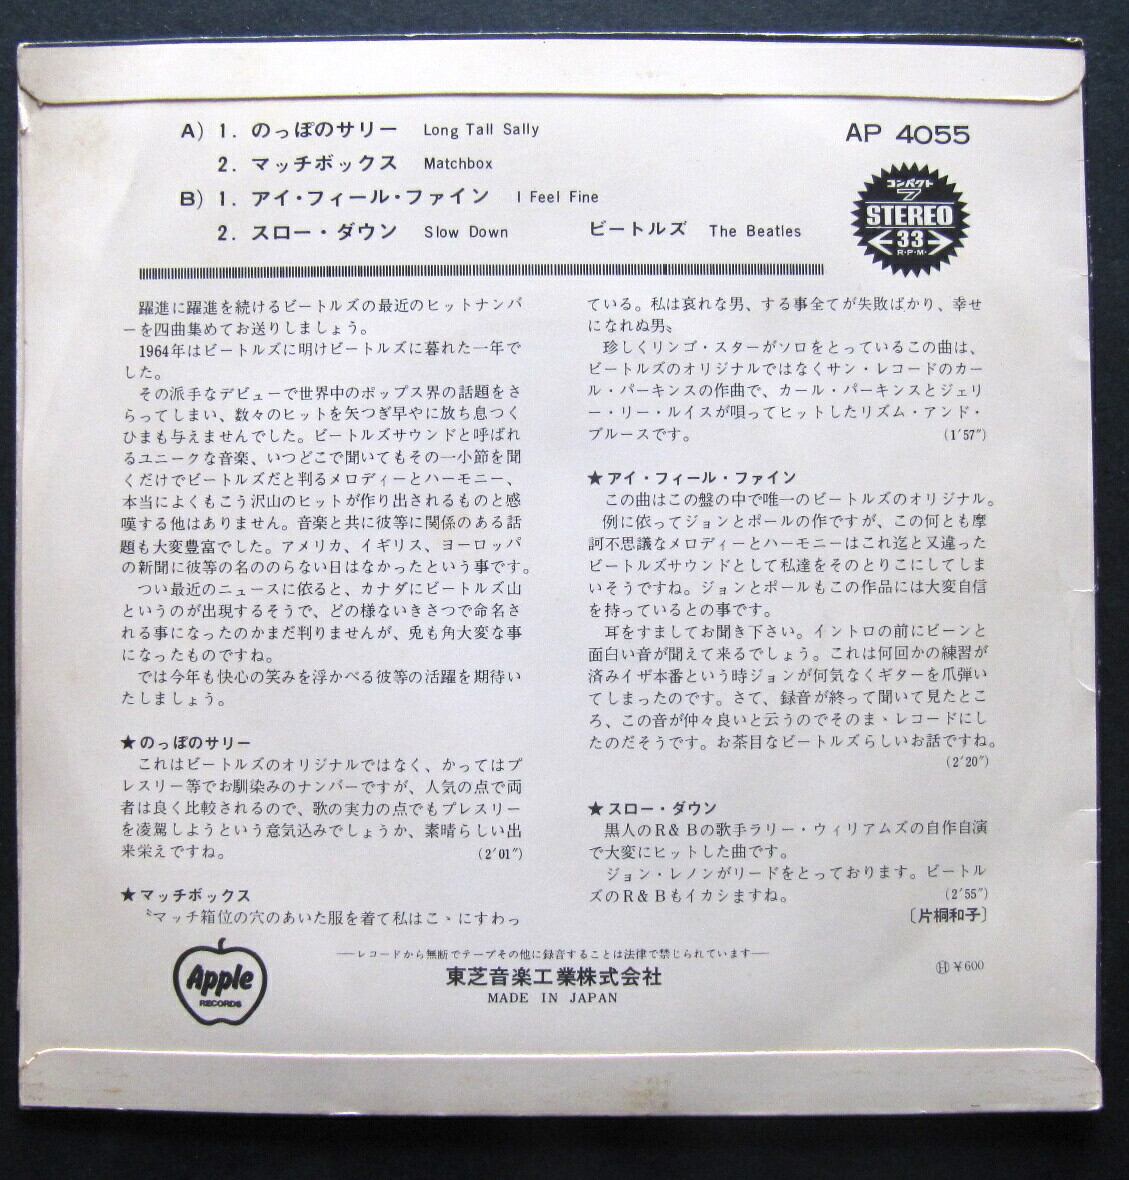 A) 1. のっぽのサリー Long Tall Sally
2. マッチボックス Matchbox
B) 1. アイ・フィール・ファイン I Feel Fine
2. スロー・ダウン Slow Down ビートルズ The Beatles
AP 4055
コンパクト
7
STEREO
33
R・P・M・
躍進に躍進を続けるビートルズの最近のヒットナンバ
ーを四曲集めてお送りしましょう。
1964年はビートルズに明けビートルズに暮れた一年で
した。
その派手なデビューで世界中のポップス界の話題をさ
らってしまい、数々のヒットを矢つぎ早やに放ち息つく
ひまも与えませんでした。ビートルズサウンドと呼ばれ
るユニークな音楽、いつどこで聞いてもその一小節を聞
くだけでビートルズだと判るメロディーとハーモニー、
本当によくもこう沢山のヒットが作り出されるものと感
嘆する他はありません。音楽と共に彼等に関係のある話
題も大変豊富でした。アメリカ、イギリス、ヨーロッパ
の新聞に彼等の名ののらない日はなかったという事です。
つい最近のニュースに依ると、カナダにビートルズ山
というのが出現するそうで、どの様ないきさつで命名さ
れる事になったのかまだ判りませんが、兎も角大変な事
になったものですね。
では今年も快心の笑みを浮かべる彼等の活躍を期待い
たしましょう。
★のっぽのサリー
これはビートルズのオリジナルではなく、かってはプ
レスリー等でお馴染みのナンバーですが、人気の点で両
者は良く比較されるので、歌の実力の点でもプレスリー
を凌駕しようという意気込みでしょうか、素晴らしい出
来栄えですね。 (2′01″)
★マッチボックス
〝マッチ箱位の穴のあいた服を着て私はこゝにすわっ
ている。私は哀れな男、する事全てが失敗ばかり、幸せ
になれぬ男〟
珍しくリンゴ・スターがソロをとっているこの曲は、
ビートルズのオリジナルではなくサン・レコードのカー
ル・パーキンスの作曲で、カール・パーキンスとジェリ
ー・リー・ルイスが唄ってヒットしたリズム・アンド・
ブルースです。 (1′57″)
★アイ・フィール・ファイン
この曲はこの盤の中で唯一のビートルズのオリジナル。
例に依ってジョンとポールの作ですが、この何とも摩
訶不思議なメロディーとハーモニーはこれ迄と又違った
ビートルズサウンドとして私達をそのとりこにしてしま
いそうですね。ジョンとポールもこの作品には大変自信
を持っているとの事です。
耳をすましてお聞き下さい。イントロの前にビーンと
面白い音が聞えて来るでしょう。これは何回かの練習が
済みイザ本番という時ジョンが何気なくギターを爪弾い
てしまったのです。さて、録音が終って聞いて見たとこ
ろ、この音が仲々良いと云うのでそのまゝレコードにし
たのだそうです。お茶目なビートルズらしいお話ですね。
(2′20″)
★スロー・ダウン
黒人のR&Bの歌手ラリー・ウィリアムズの自作自演
で大変にヒットした曲です。
ジョン・レノンがリードをとっております。ビートル
ズのR&Bもイカシますね。 (2′55″)
〔片桐和子〕
Apple
RECORDS
―レコードから無断でテープその他に録音することは法律で禁じられています―
東芝音楽工業株式会社
MADE IN JAPAN
Ⓗ ¥600